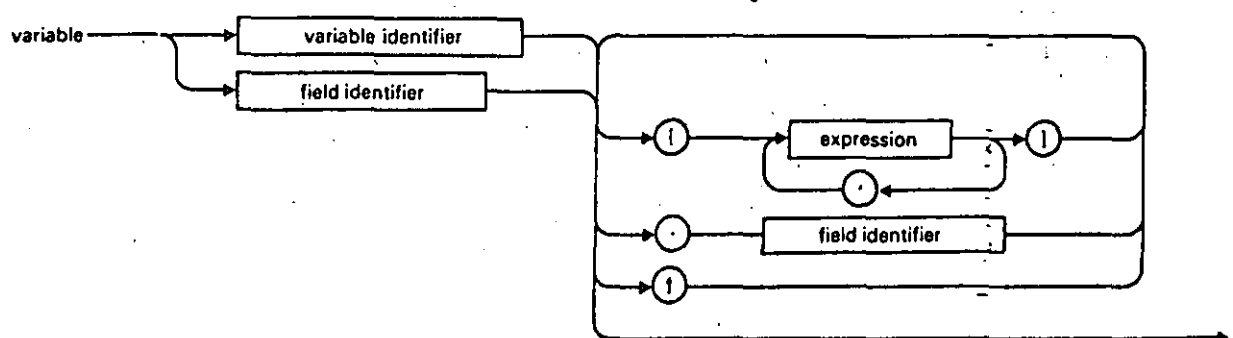 variable variable identifier
field identifier
[ expression ]
,
. field identifier
↑